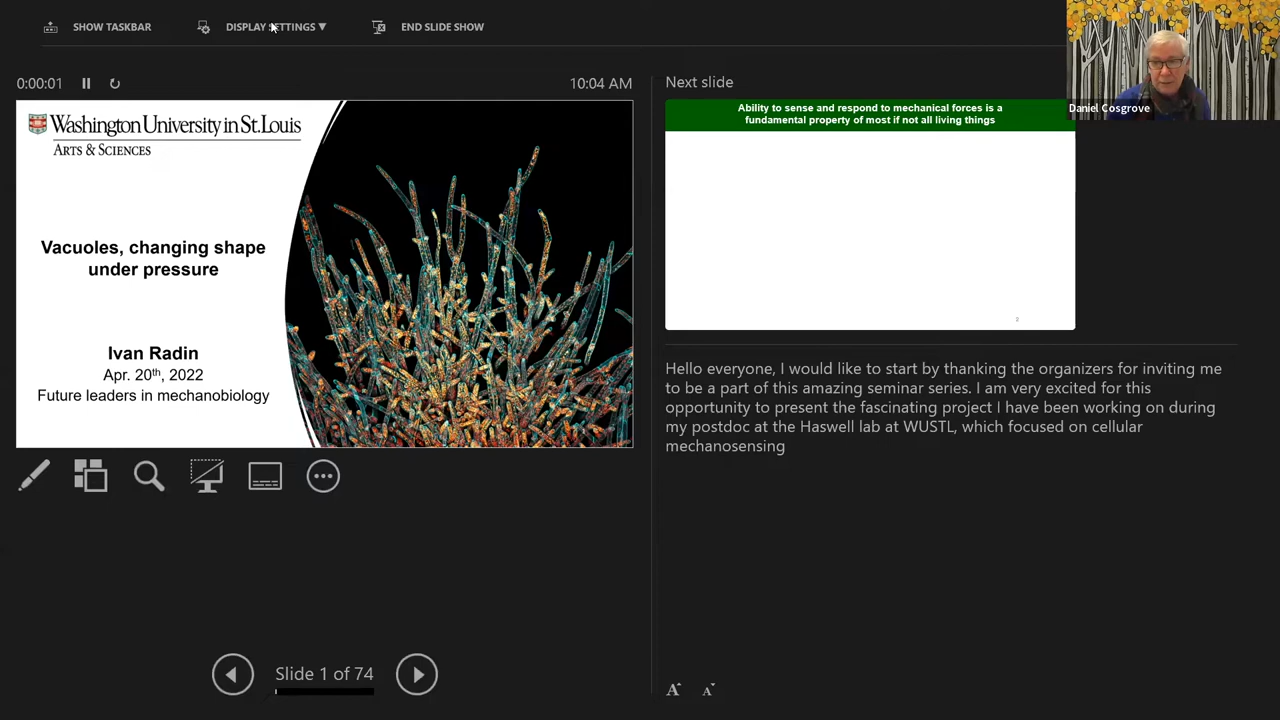 SHOW TASKBAR
DISPLAY SETTINGS ▼
END SLIDE SHOW
0:00:01
10:04 AM
Washington University in St. Louis
ARTS & SCIENCES
Vacuoles, changing shape
under pressure
Ivan Radin
Apr. 20th, 2022
Future leaders in mechanobiology
Slide 1 of 74
Next slide
Ability to sense and respond to mechanical forces is a
fundamental property of most if not all living things
2
Hello everyone, I would like to start by thanking the organizers for inviting me
to be a part of this amazing seminar series. I am very excited for this
opportunity to present the fascinating project I have been working on during
my postdoc at the Haswell lab at WUSTL, which focused on cellular
mechanosensing
A A
Daniel Cosgrove